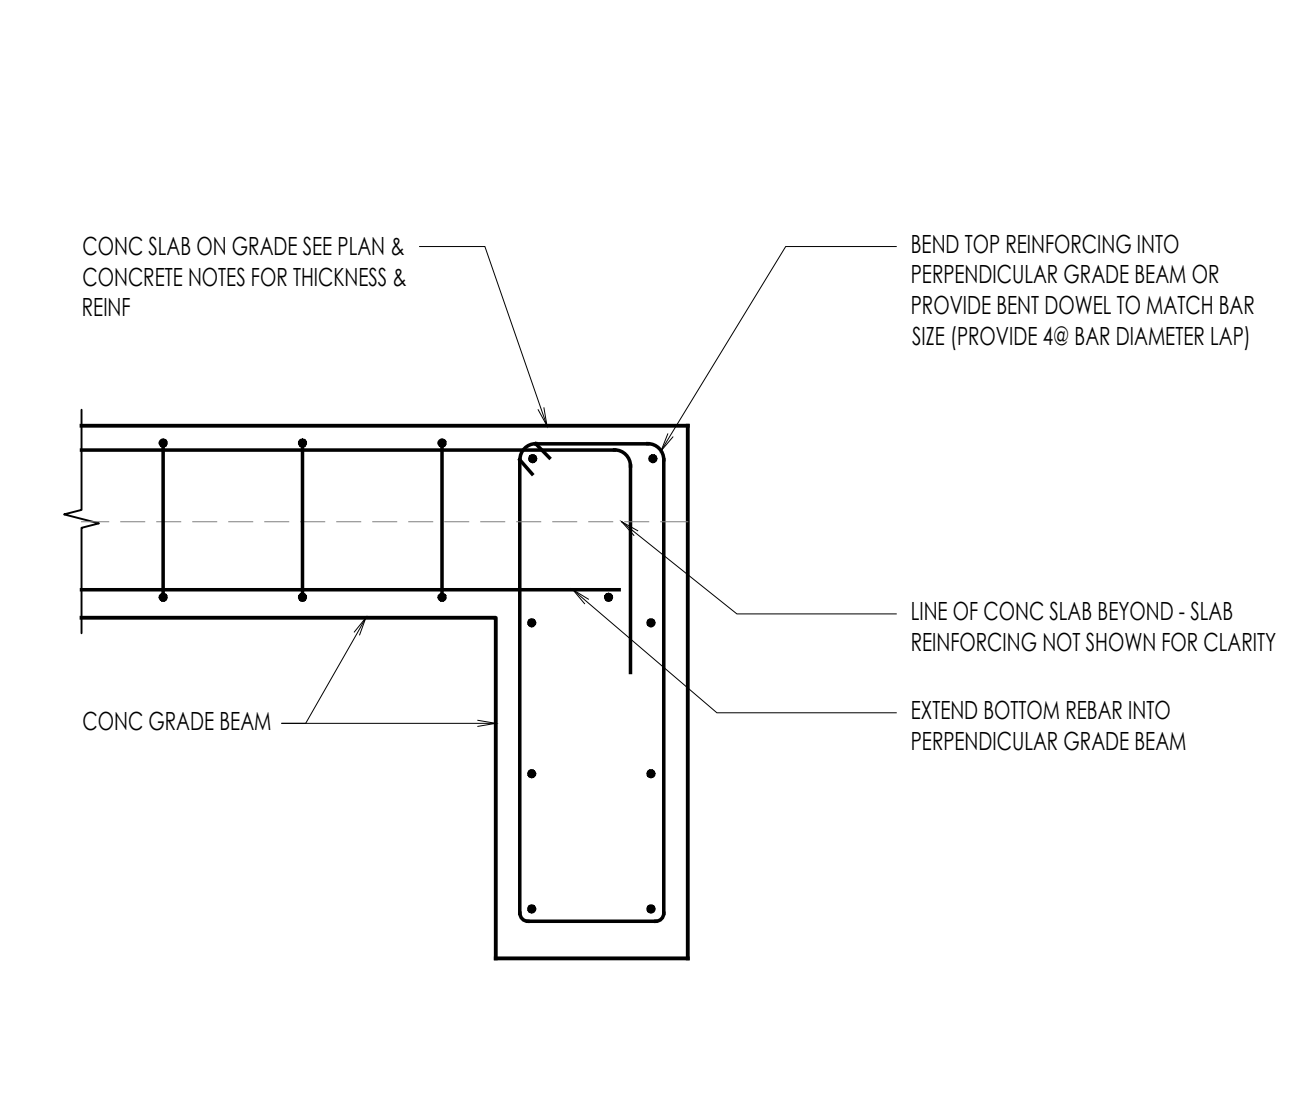 CONC SLAB ON GRADE SEE PLAN &
CONCRETE NOTES FOR THICKNESS &
REINF
BEND TOP REINFORCING INTO
PERPENDICULAR GRADE BEAM OR
PROVIDE BENT DOWEL TO MATCH BAR
SIZE (PROVIDE 4@ BAR DIAMETER LAP)
LINE OF CONC SLAB BEYOND - SLAB
REINFORCING NOT SHOWN FOR CLARITY
CONC GRADE BEAM
EXTEND BOTTOM REBAR INTO
PERPENDICULAR GRADE BEAM